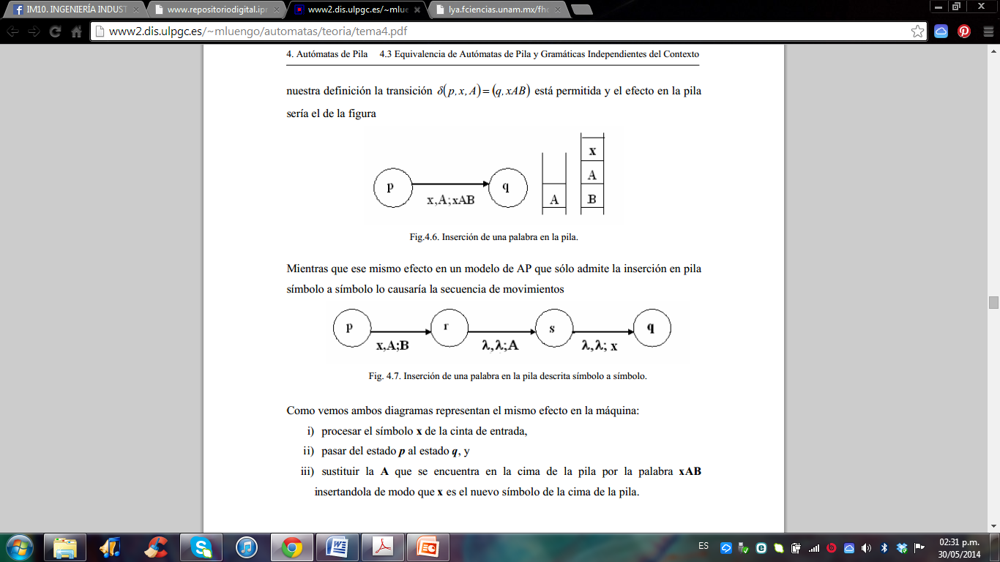 IM10. INGENIERÍA INDUST
www.repositoriodigital.ipn
www2.dis.ulpgc.es/~mlue
lya.fciencias.unam.mx/fho
www2.dis.ulpgc.es/~mluengo/automatas/teoria/tema4.pdf
4. Autómatas de Pila 4.3 Equivalencia de Autómatas de Pila y Gramáticas Independientes del Contexto
nuestra definición la transición δ(p,x,A)=(q,xAB) está permitida y el efecto en la pila
sería el de la figura
p
x,A;xAB
q
A
x
A
B
Fig.4.6. Inserción de una palabra en la pila.
Mientras que ese mismo efecto en un modelo de AP que sólo admite la inserción en pila
símbolo a símbolo lo causaría la secuencia de movimientos
p
x,A;B
r
λ,λ;A
s
λ,λ; x
q
Fig. 4.7. Inserción de una palabra en la pila descrita símbolo a símbolo.
Como vemos ambos diagramas representan el mismo efecto en la máquina:
i) procesar el símbolo x de la cinta de entrada,
ii) pasar del estado p al estado q, y
iii) sustituir la A que se encuentra en la cima de la pila por la palabra xAB
insertandola de modo que x es el nuevo símbolo de la cima de la pila.
ES
02:31 p.m.
30/05/2014